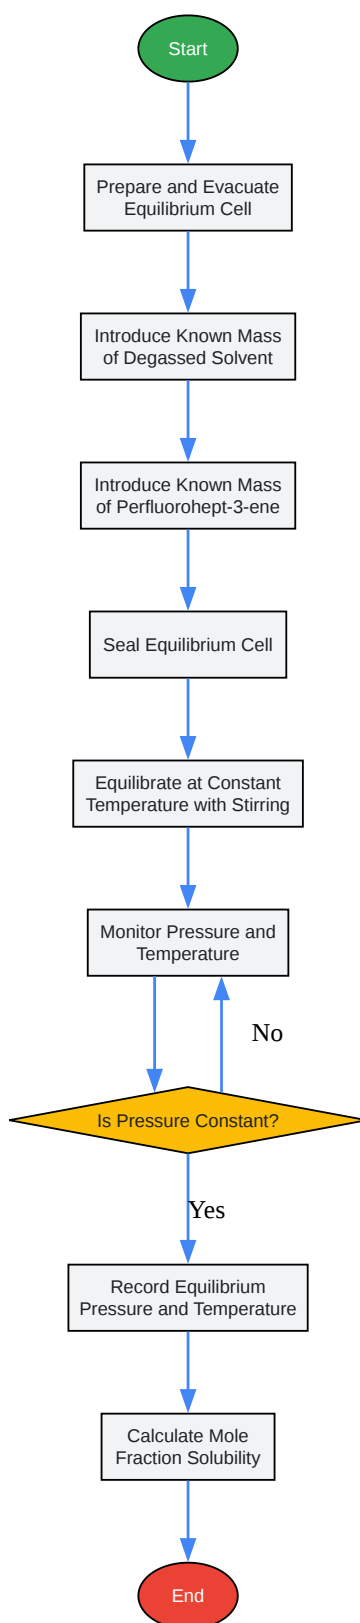 Start
Prepare and Evacuate
Equilibrium Cell
Introduce Known Mass
of Degassed Solvent
Introduce Known Mass
of Perfluorohept-3-ene
Seal Equilibrium Cell
Equilibrate at Constant
Temperature with Stirring
Monitor Pressure and
Temperature
No
Is Pressure Constant?
Yes
Record Equilibrium
Pressure and Temperature
Calculate Mole
Fraction Solubility
End